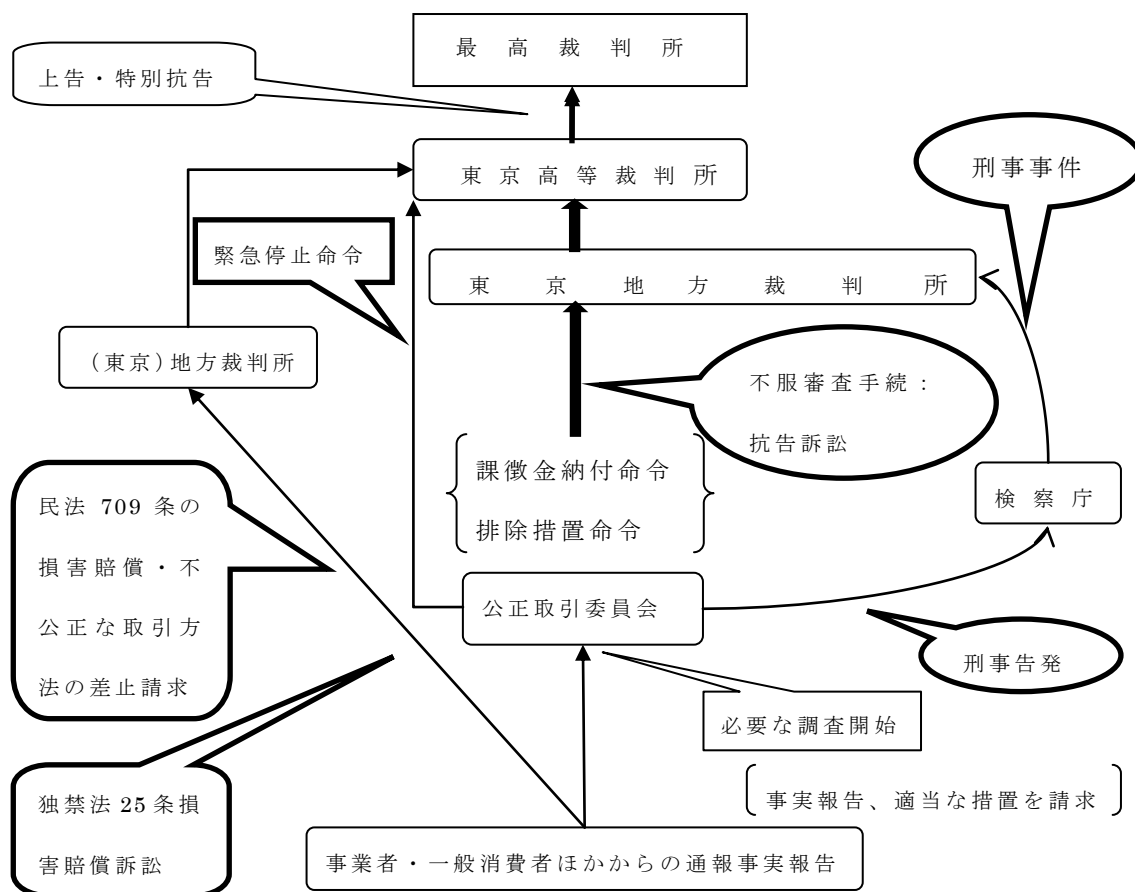 最高裁判所
上告・特別抗告
東京高等裁判所
刑事事件
緊急停止命令
東京地方裁判所
(東京)地方裁判所
不服審査手続:
抗告訴訟
課徴金納付命令
排除措置命令
検察庁
民法 709 条の
損害賠償・不
公正な取引方
法の差止請求
公正取引委員会
刑事告発
必要な調査開始
独禁法 25 条損
害賠償訴訟
事実報告、適当な措置を請求
事業者・一般消費者ほかからの通報事実報告